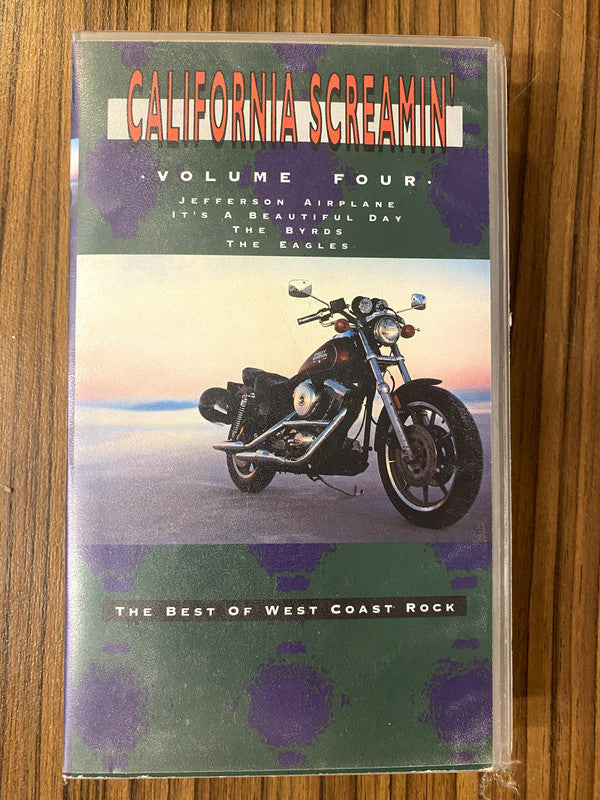 CALIFORNIA SCREAMIN'
·VOLUME FOUR·
JEFFERSON AIRPLANE
IT'S A BEAUTIFUL DAY
THE BYRDS
THE EAGLES
THE BEST OF WEST COAST ROCK